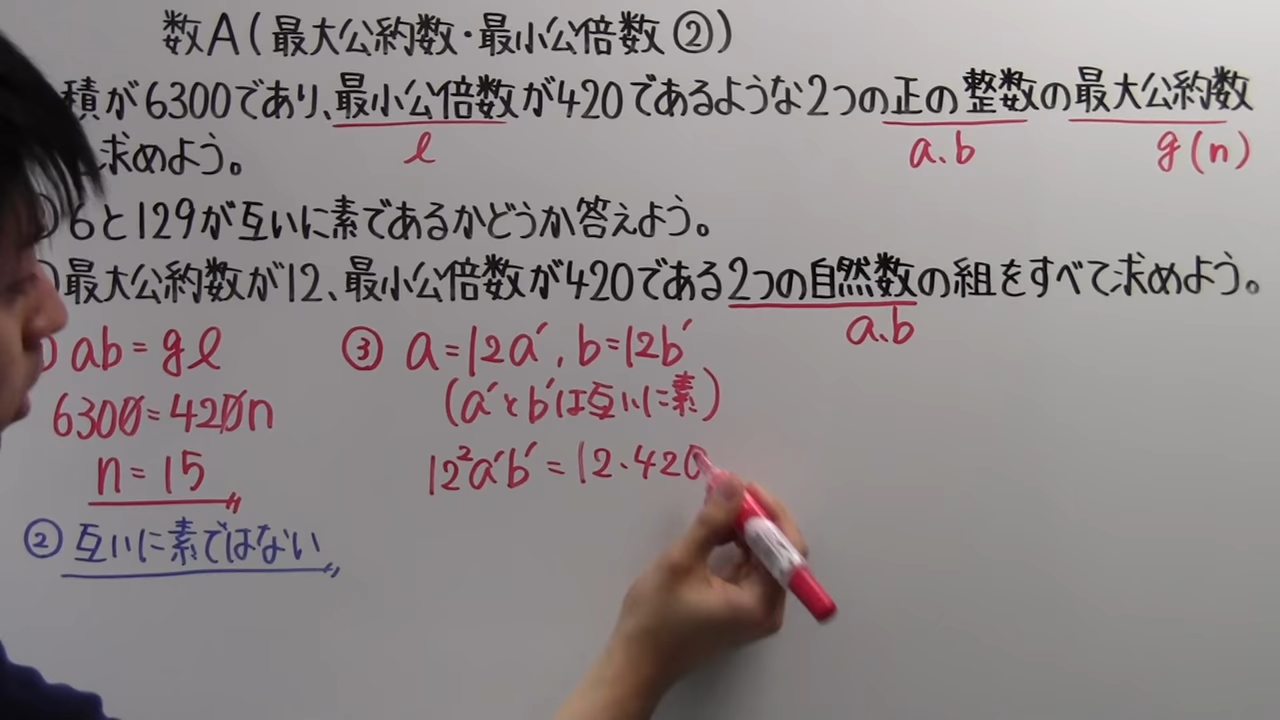 数A(最大公約数・最小公倍数②)
積が6300であり、最小公倍数が420であるような2つの正の整数の最大公約数
求めよう。
l a.b g(n)
6と129が互いに素であるかどうか答えよう。
最大公約数が12、最小公倍数が420である2つの自然数の組をすべて求めよう。
a.b
ab=gl
6300=420n
n=15
②互いに素ではない
③ a=12a′, b=12b′
(a′とb′は互いに素)
12²a′b′=12・420